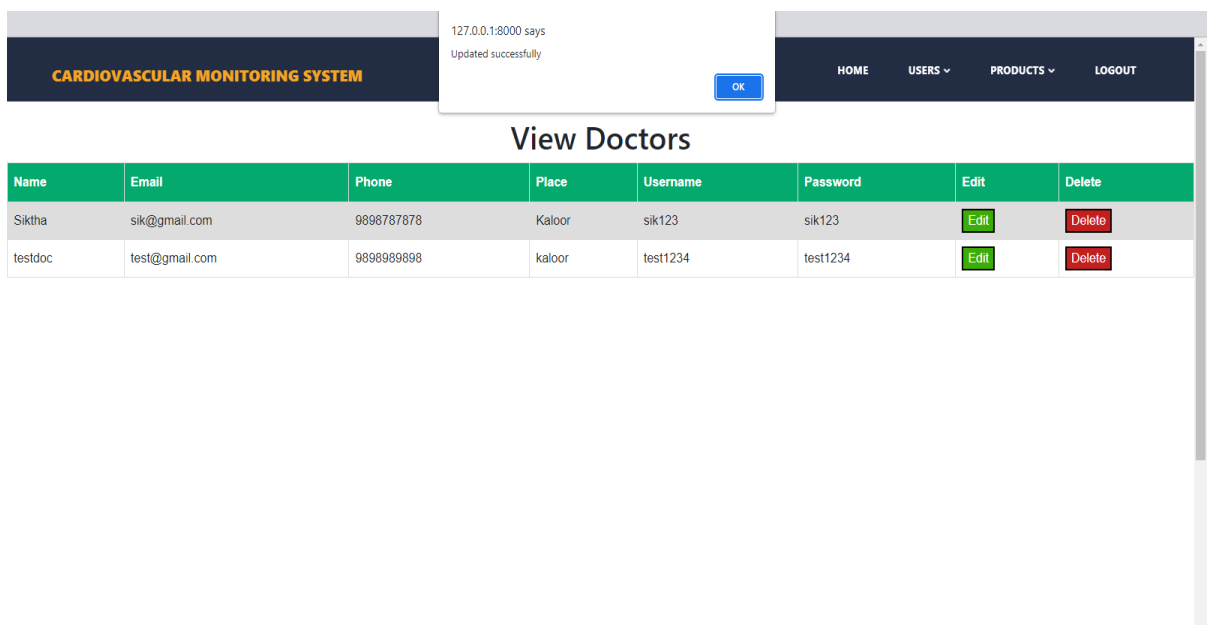 127.0.0.1:8000 says
Updated successfully
OK
CARDIOVASCULAR MONITORING SYSTEM HOME USERS PRODUCTS LOGOUT
View Doctors
Name Email Phone Place Username Password Edit Delete
Siktha sik@gmail.com 9898787878 Kaloor sik123 sik123 Edit Delete
testdoc test@gmail.com 9898989898 kaloor test1234 test1234 Edit Delete